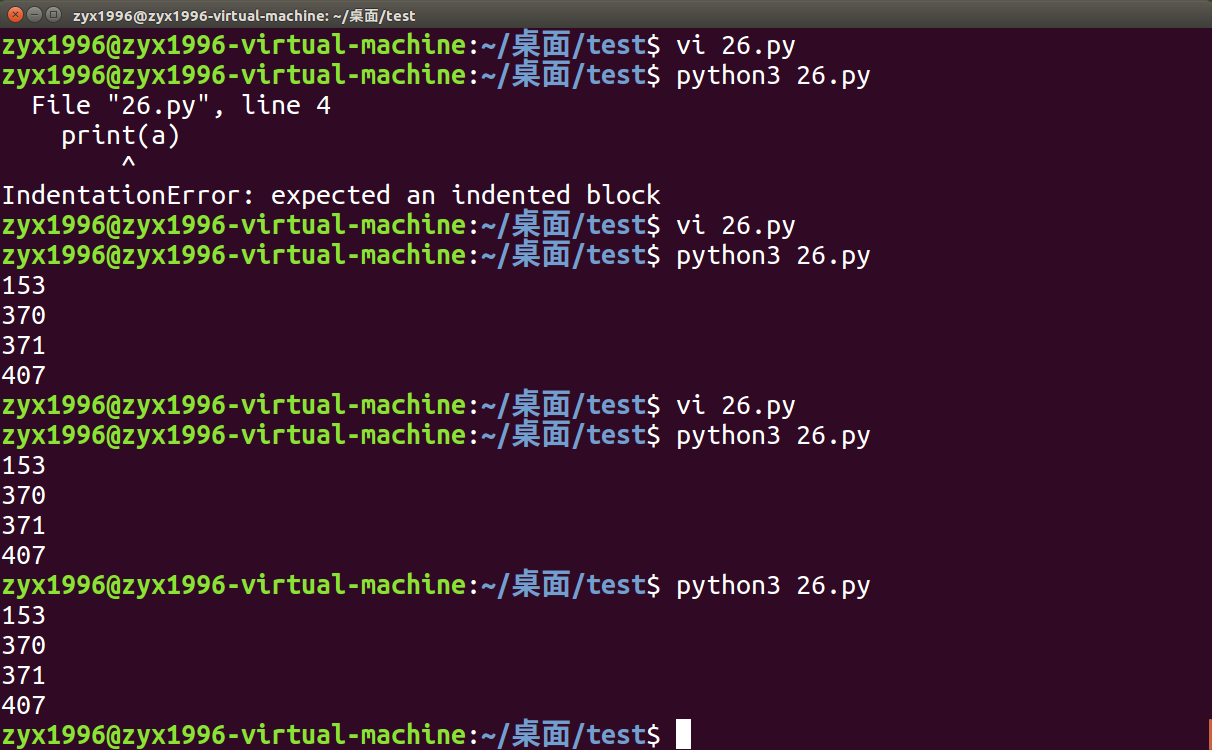 zyx1996@zyx1996-virtual-machine: ~/桌面/test
zyx1996@zyx1996-virtual-machine:~/桌面/test$ vi 26.py
zyx1996@zyx1996-virtual-machine:~/桌面/test$ python3 26.py
  File "26.py", line 4
    print(a)
        ^
IndentationError: expected an indented block
zyx1996@zyx1996-virtual-machine:~/桌面/test$ vi 26.py
zyx1996@zyx1996-virtual-machine:~/桌面/test$ python3 26.py
153
370
371
407
zyx1996@zyx1996-virtual-machine:~/桌面/test$ vi 26.py
zyx1996@zyx1996-virtual-machine:~/桌面/test$ python3 26.py
153
370
371
407
zyx1996@zyx1996-virtual-machine:~/桌面/test$ python3 26.py
153
370
371
407
zyx1996@zyx1996-virtual-machine:~/桌面/test$